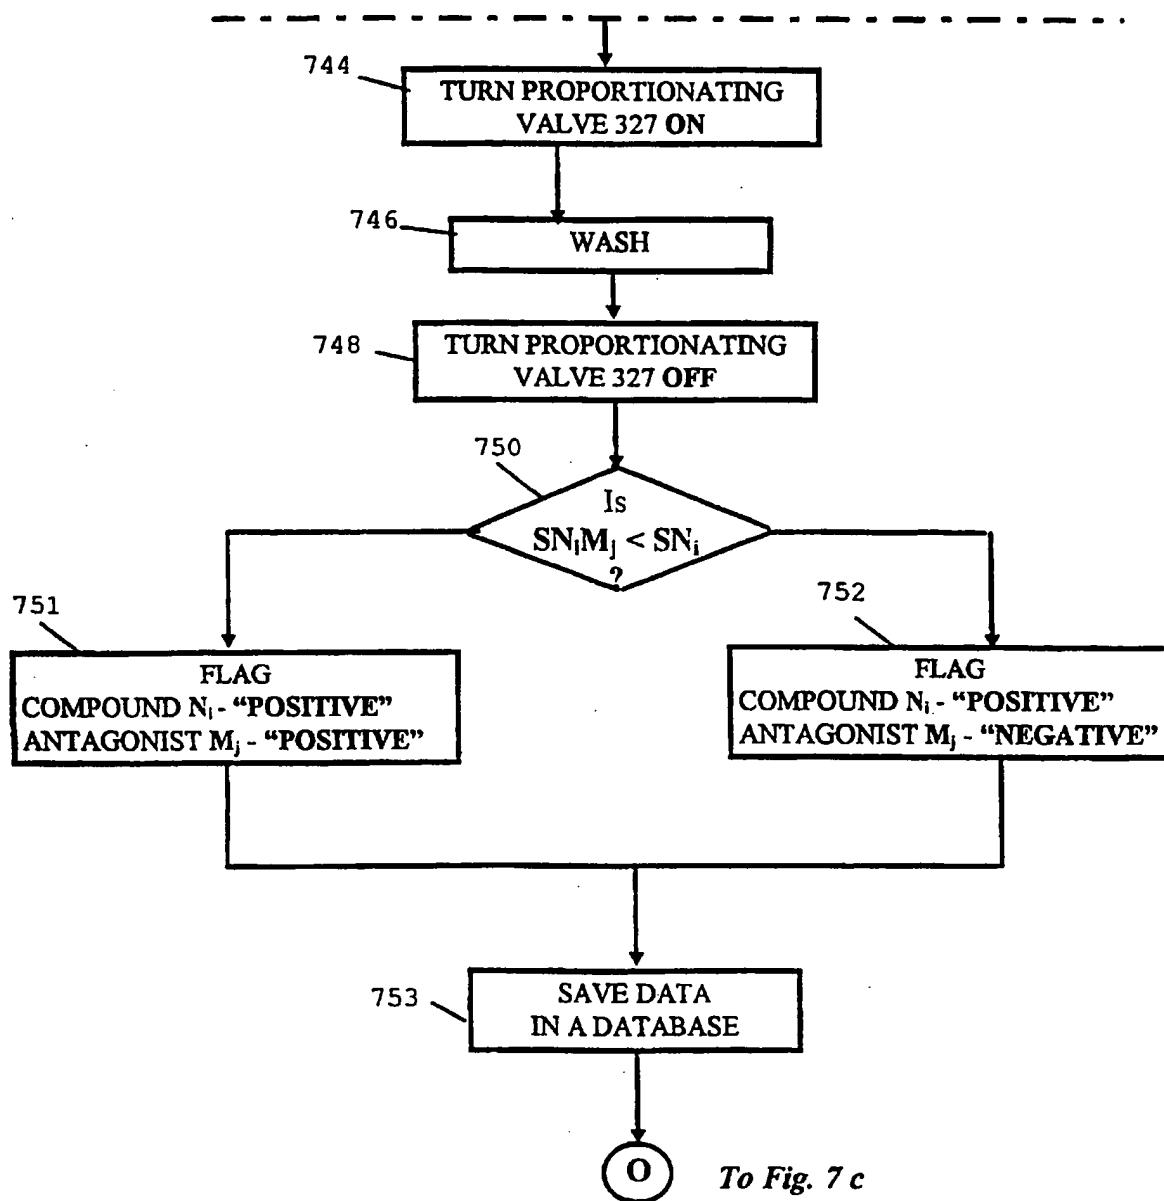 744
TURN PROPORTIONATING
VALVE 327 ON
746
WASH
748
TURN PROPORTIONATING
VALVE 327 OFF
750
Is
SNᵢMⱼ < SNᵢ
?
751
FLAG
COMPOUND Nᵢ - “POSITIVE”
ANTAGONIST Mⱼ - “POSITIVE”
752
FLAG
COMPOUND Nᵢ - “POSITIVE”
ANTAGONIST Mⱼ - “NEGATIVE”
753
SAVE DATA
IN A DATABASE
O
To Fig. 7 c